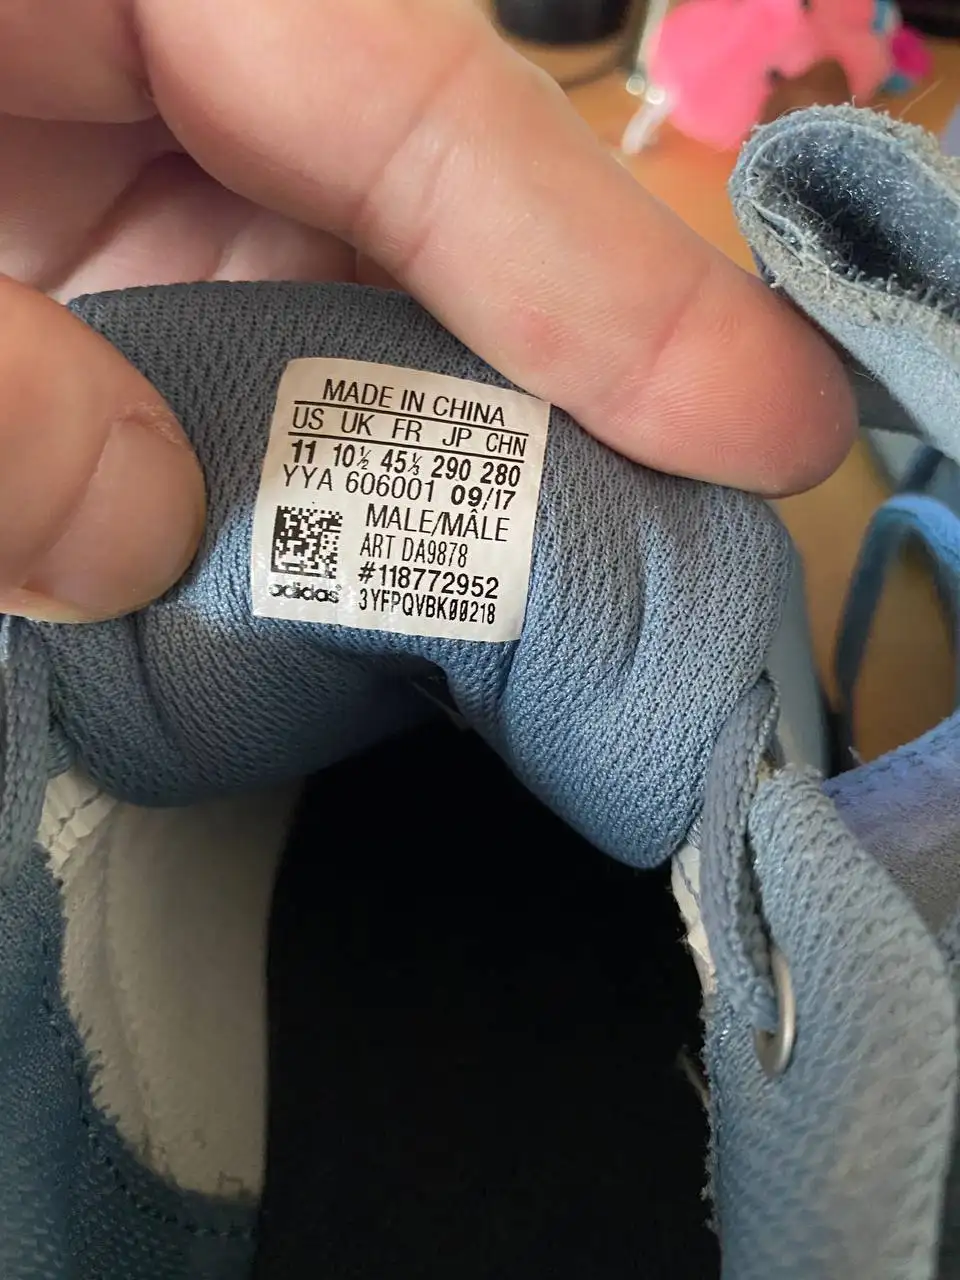 MADE IN CHINA
US UK FR JP CHN
11 10½ 45⅓ 290 280
YYA 606001 09/17
MALE/MÂLE
ART DA9878
#118772952
adidas 3YFPQVBK00218